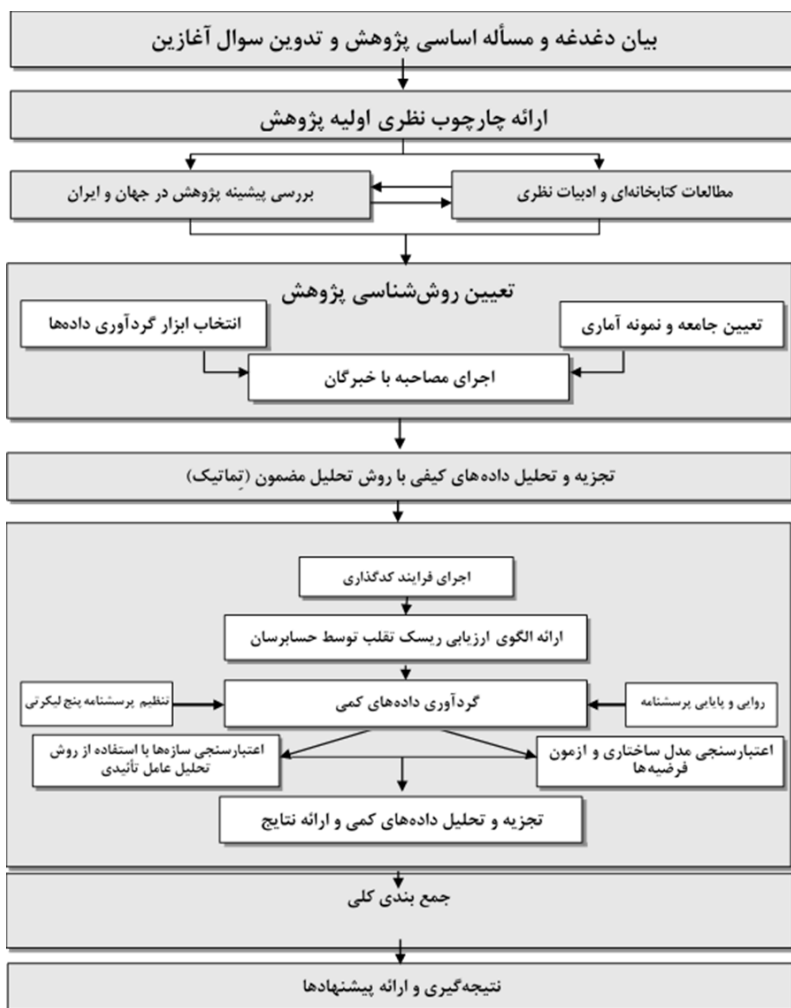 بیان دغدغه و مسأله اساسی پژوهش و تدوین سوال آغازین
ارائه چارچوب نظری اولیه پژوهش
مطالعات کتابخانه‌ای و ادبیات نظری
بررسی پیشینه پژوهش در جهان و ایران
تعیین روش‌شناسی پژوهش
تعیین جامعه و نمونه آماری
انتخاب ابزار گردآوری داده‌ها
اجرای مصاحبه با خبرگان
تجزیه و تحلیل داده‌های کیفی با روش تحلیل مضمون (تِماتیک)
اجرای فرایند کدگذاری
ارائه الگوی ارزیابی ریسک تقلب توسط حسابرسان
روایی و پایایی پرسشنامه
گردآوری داده‌های کمی
تنظیم پرسشنامه پنج لیکرتی
اعتبارسنجی مدل ساختاری و ازمون
فرضیه‌ها
اعتبارسنجی سازه‌ها با استفاده از روش
تحلیل عامل تأئیدی
تجزیه و تحلیل داده‌های کمی و ارائه نتایج
جمع بندی کلی
نتیجه‌گیری و ارائه پیشنهادها